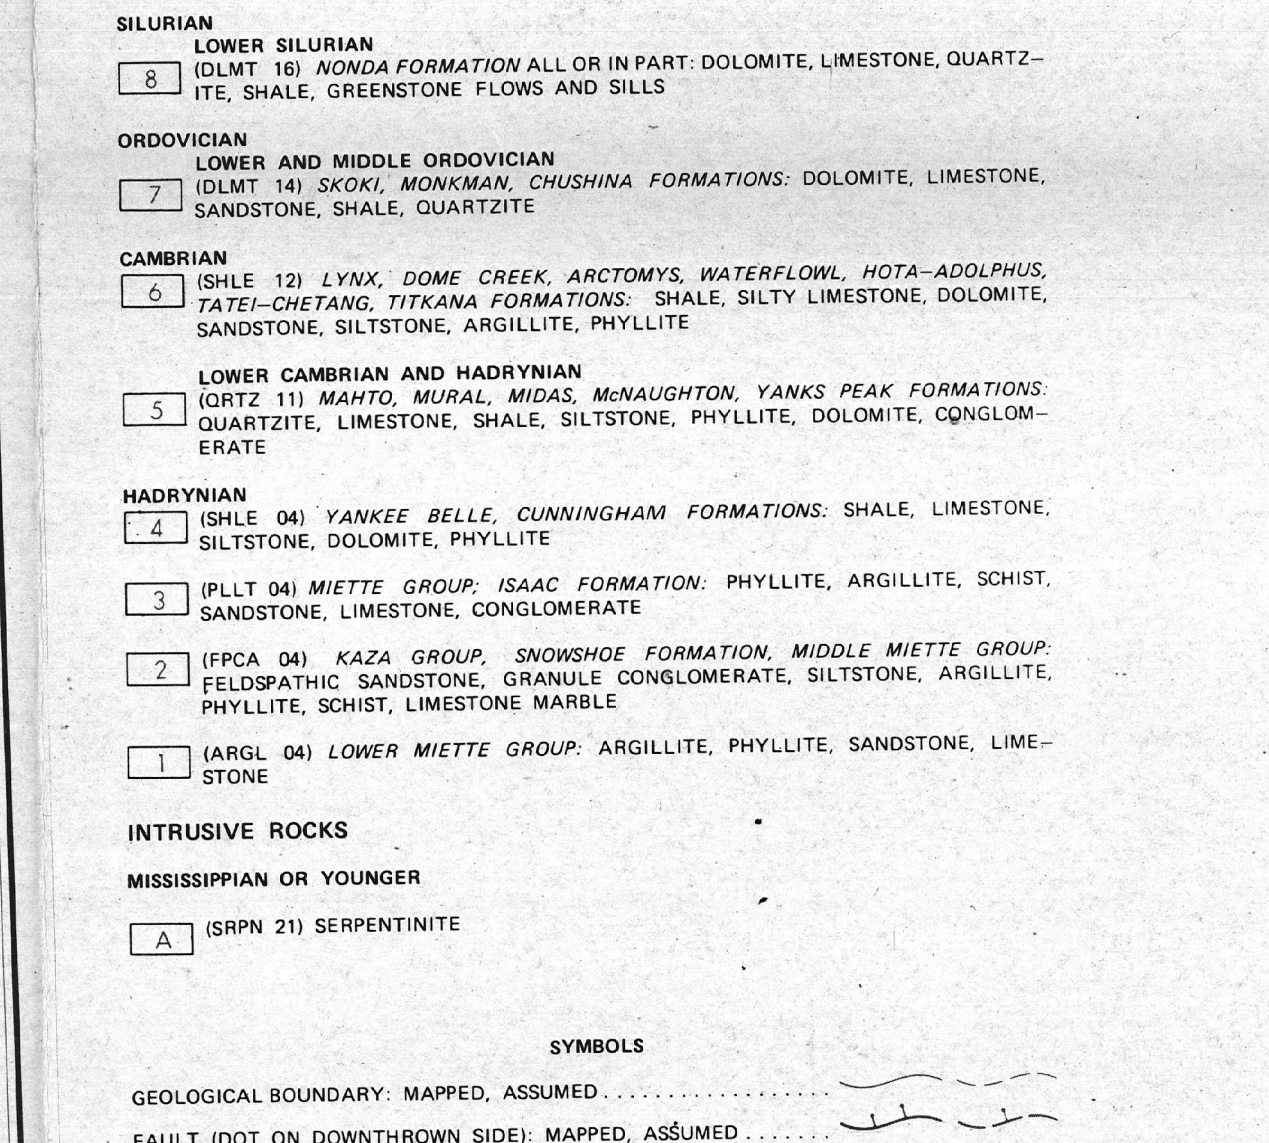 SILURIAN
LOWER SILURIAN
8 (DLMT 16) NONDA FORMATION ALL OR IN PART: DOLOMITE, LIMESTONE, QUARTZ—
ITE, SHALE, GREENSTONE FLOWS AND SILLS
ORDOVICIAN
LOWER AND MIDDLE ORDOVICIAN
7 (DLMT 14) SKOKI, MONKMAN, CHUSHINA FORMATIONS: DOLOMITE, LIMESTONE,
SANDSTONE, SHALE, QUARTZITE
CAMBRIAN
6 (SHLE 12) LYNX, DOME CREEK, ARCTOMYS, WATERFLOWL, HOTA—ADOLPHUS,
TATEI—CHETANG, TITKANA FORMATIONS: SHALE, SILTY LIMESTONE, DOLOMITE,
SANDSTONE, SILTSTONE, ARGILLITE, PHYLLITE
LOWER CAMBRIAN AND HADRYNIAN
5 (QRTZ 11) MAHTO, MURAL, MIDAS, McNAUGHTON, YANKS PEAK FORMATIONS:
QUARTZITE, LIMESTONE, SHALE, SILTSTONE, PHYLLITE, DOLOMITE, CONGLOM—
ERATE
HADRYNIAN
4 (SHLE 04) YANKEE BELLE, CUNNINGHAM FORMATIONS: SHALE, LIMESTONE,
SILTSTONE, DOLOMITE, PHYLLITE
3 (PLLT 04) MIETTE GROUP; ISAAC FORMATION: PHYLLITE, ARGILLITE, SCHIST,
SANDSTONE, LIMESTONE, CONGLOMERATE
2 (FPCA 04) KAZA GROUP, SNOWSHOE FORMATION, MIDDLE MIETTE GROUP:
FELDSPATHIC SANDSTONE, GRANULE CONGLOMERATE, SILTSTONE, ARGILLITE,
PHYLLITE, SCHIST, LIMESTONE MARBLE
1 (ARGL 04) LOWER MIETTE GROUP: ARGILLITE, PHYLLITE, SANDSTONE, LIME—
STONE
INTRUSIVE ROCKS
MISSISSIPPIAN OR YOUNGER
A (SRPN 21) SERPENTINITE
SYMBOLS
GEOLOGICAL BOUNDARY: MAPPED, ASSUMED..................
FAULT (DOT ON DOWNTHROWN SIDE): MAPPED, ASSUMED.......